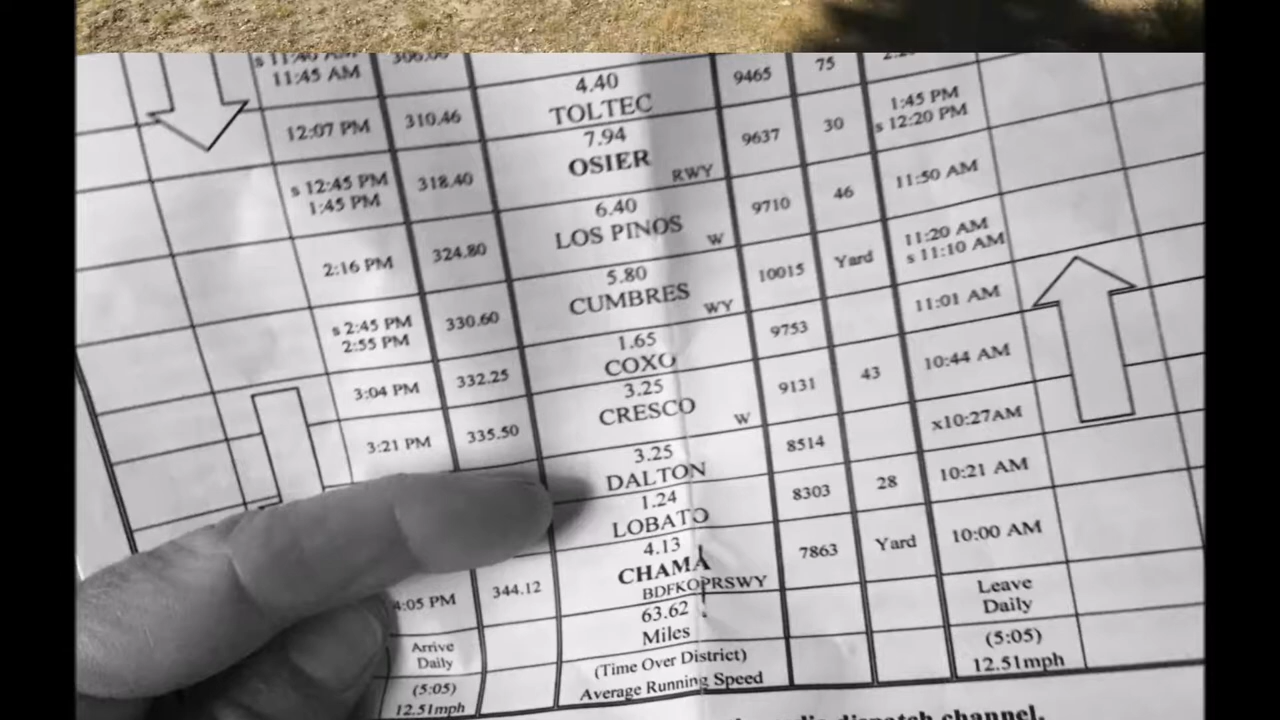 s 11:40 AM
11:45 AM
306.06
4.40
TOLTEC
9465
75
12:07 PM
310.46
7.94
OSIER
RWY
9637
30
1:45 PM
s 12:20 PM
s 12:45 PM
1:45 PM
318.40
6.40
LOS PINOS
W
9710
46
11:50 AM
2:16 PM
324.80
5.80
CUMBRES
WY
10015
Yard
11:20 AM
s 11:10 AM
s 2:45 PM
2:55 PM
330.60
1.65
COXO
9753
11:01 AM
3:04 PM
332.25
3.25
CRESCO
W
9131
43
10:44 AM
3:21 PM
335.50
3.25
DALTON
8514
x10:27AM
1.24
LOBATO
8303
28
10:21 AM
4:05 PM
344.12
4.13
CHAMA
BDFKOPRSWY
7863
Yard
10:00 AM
Arrive
Daily
63.62
Miles
Leave
Daily
(5:05)
12.51mph
(Time Over District)
Average Running Speed
(5:05)
12.51mph
dispatch channel.